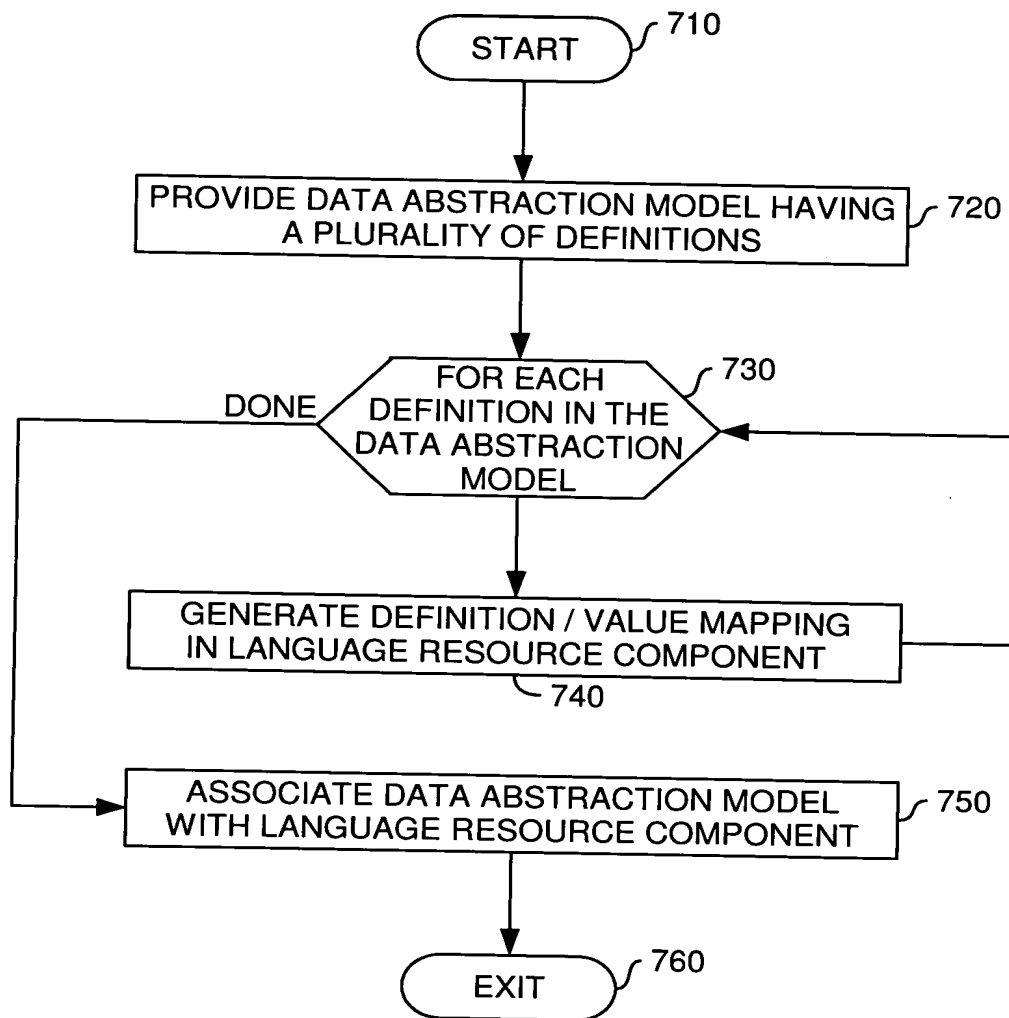 START
710
PROVIDE DATA ABSTRACTION MODEL HAVING
A PLURALITY OF DEFINITIONS
720
FOR EACH
DEFINITION IN THE
DATA ABSTRACTION
MODEL
730
DONE
GENERATE DEFINITION / VALUE MAPPING
IN LANGUAGE RESOURCE COMPONENT
740
ASSOCIATE DATA ABSTRACTION MODEL
WITH LANGUAGE RESOURCE COMPONENT
750
EXIT
760